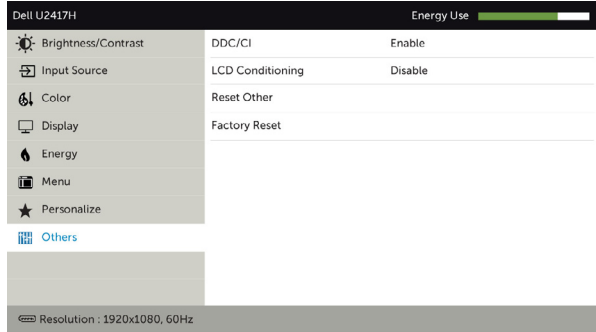 Dell U2417H Energy Use
Brightness/Contrast DDC/CI Enable
Input Source LCD Conditioning Disable
Color Reset Other
Display Factory Reset
Energy
Menu
Personalize
Others
Resolution : 1920x1080, 60Hz